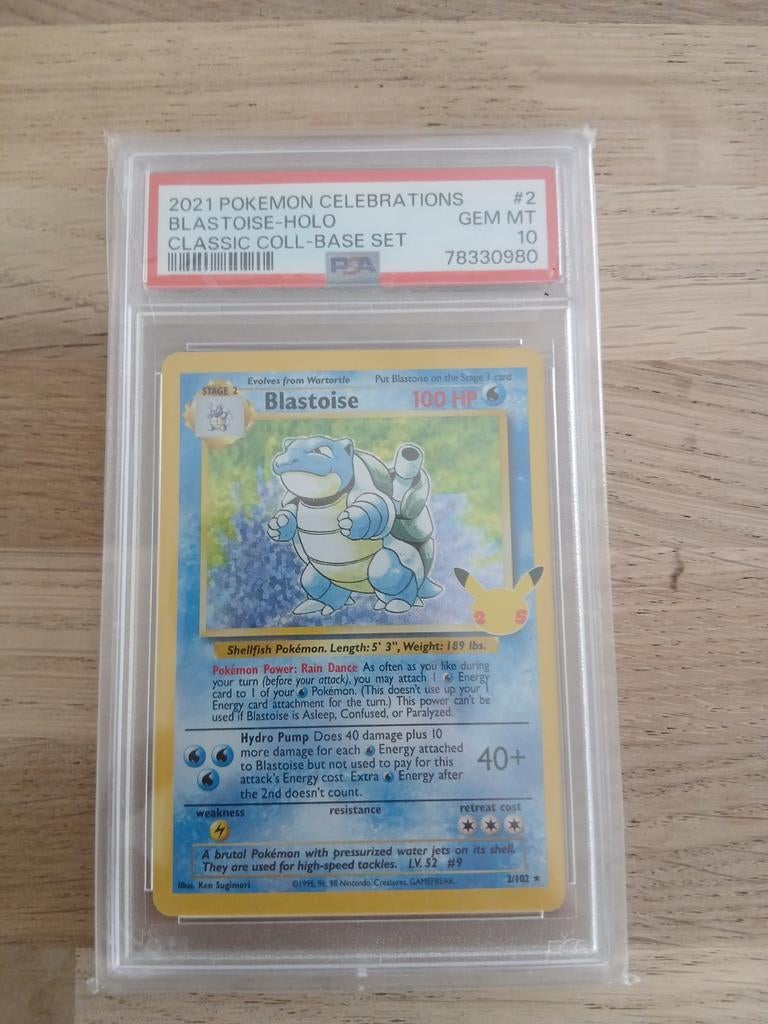 2021 POKEMON CELEBRATIONS #2
BLASTOISE-HOLO GEM MT
CLASSIC COLL-BASE SET 10
PSA 78330980
STAGE 2 Evolves from Wartortle Put Blastoise on the Stage 1 card
Blastoise 100 HP
25
Shellfish Pokémon. Length: 5' 3", Weight: 189 lbs.
Pokémon Power: Rain Dance As often as you like during
your turn (before your attack), you may attach 1 Energy
card to 1 of your Pokémon. (This doesn't use up your 1
Energy card attachment for the turn.) This power can't be
used if Blastoise is Asleep, Confused, or Paralyzed.
Hydro Pump Does 40 damage plus 10
more damage for each Energy attached
to Blastoise but not used to pay for this
attack's Energy cost. Extra Energy after
the 2nd doesn't count.
40+
weakness resistance retreat cost
A brutal Pokémon with pressurized water jets on its shell.
They are used for high-speed tackles. LV. 52 #9
Illus. Ken Sugimori ©1995, 96, 98 Nintendo, Creatures, GAMEFREAK. 2/102 ★